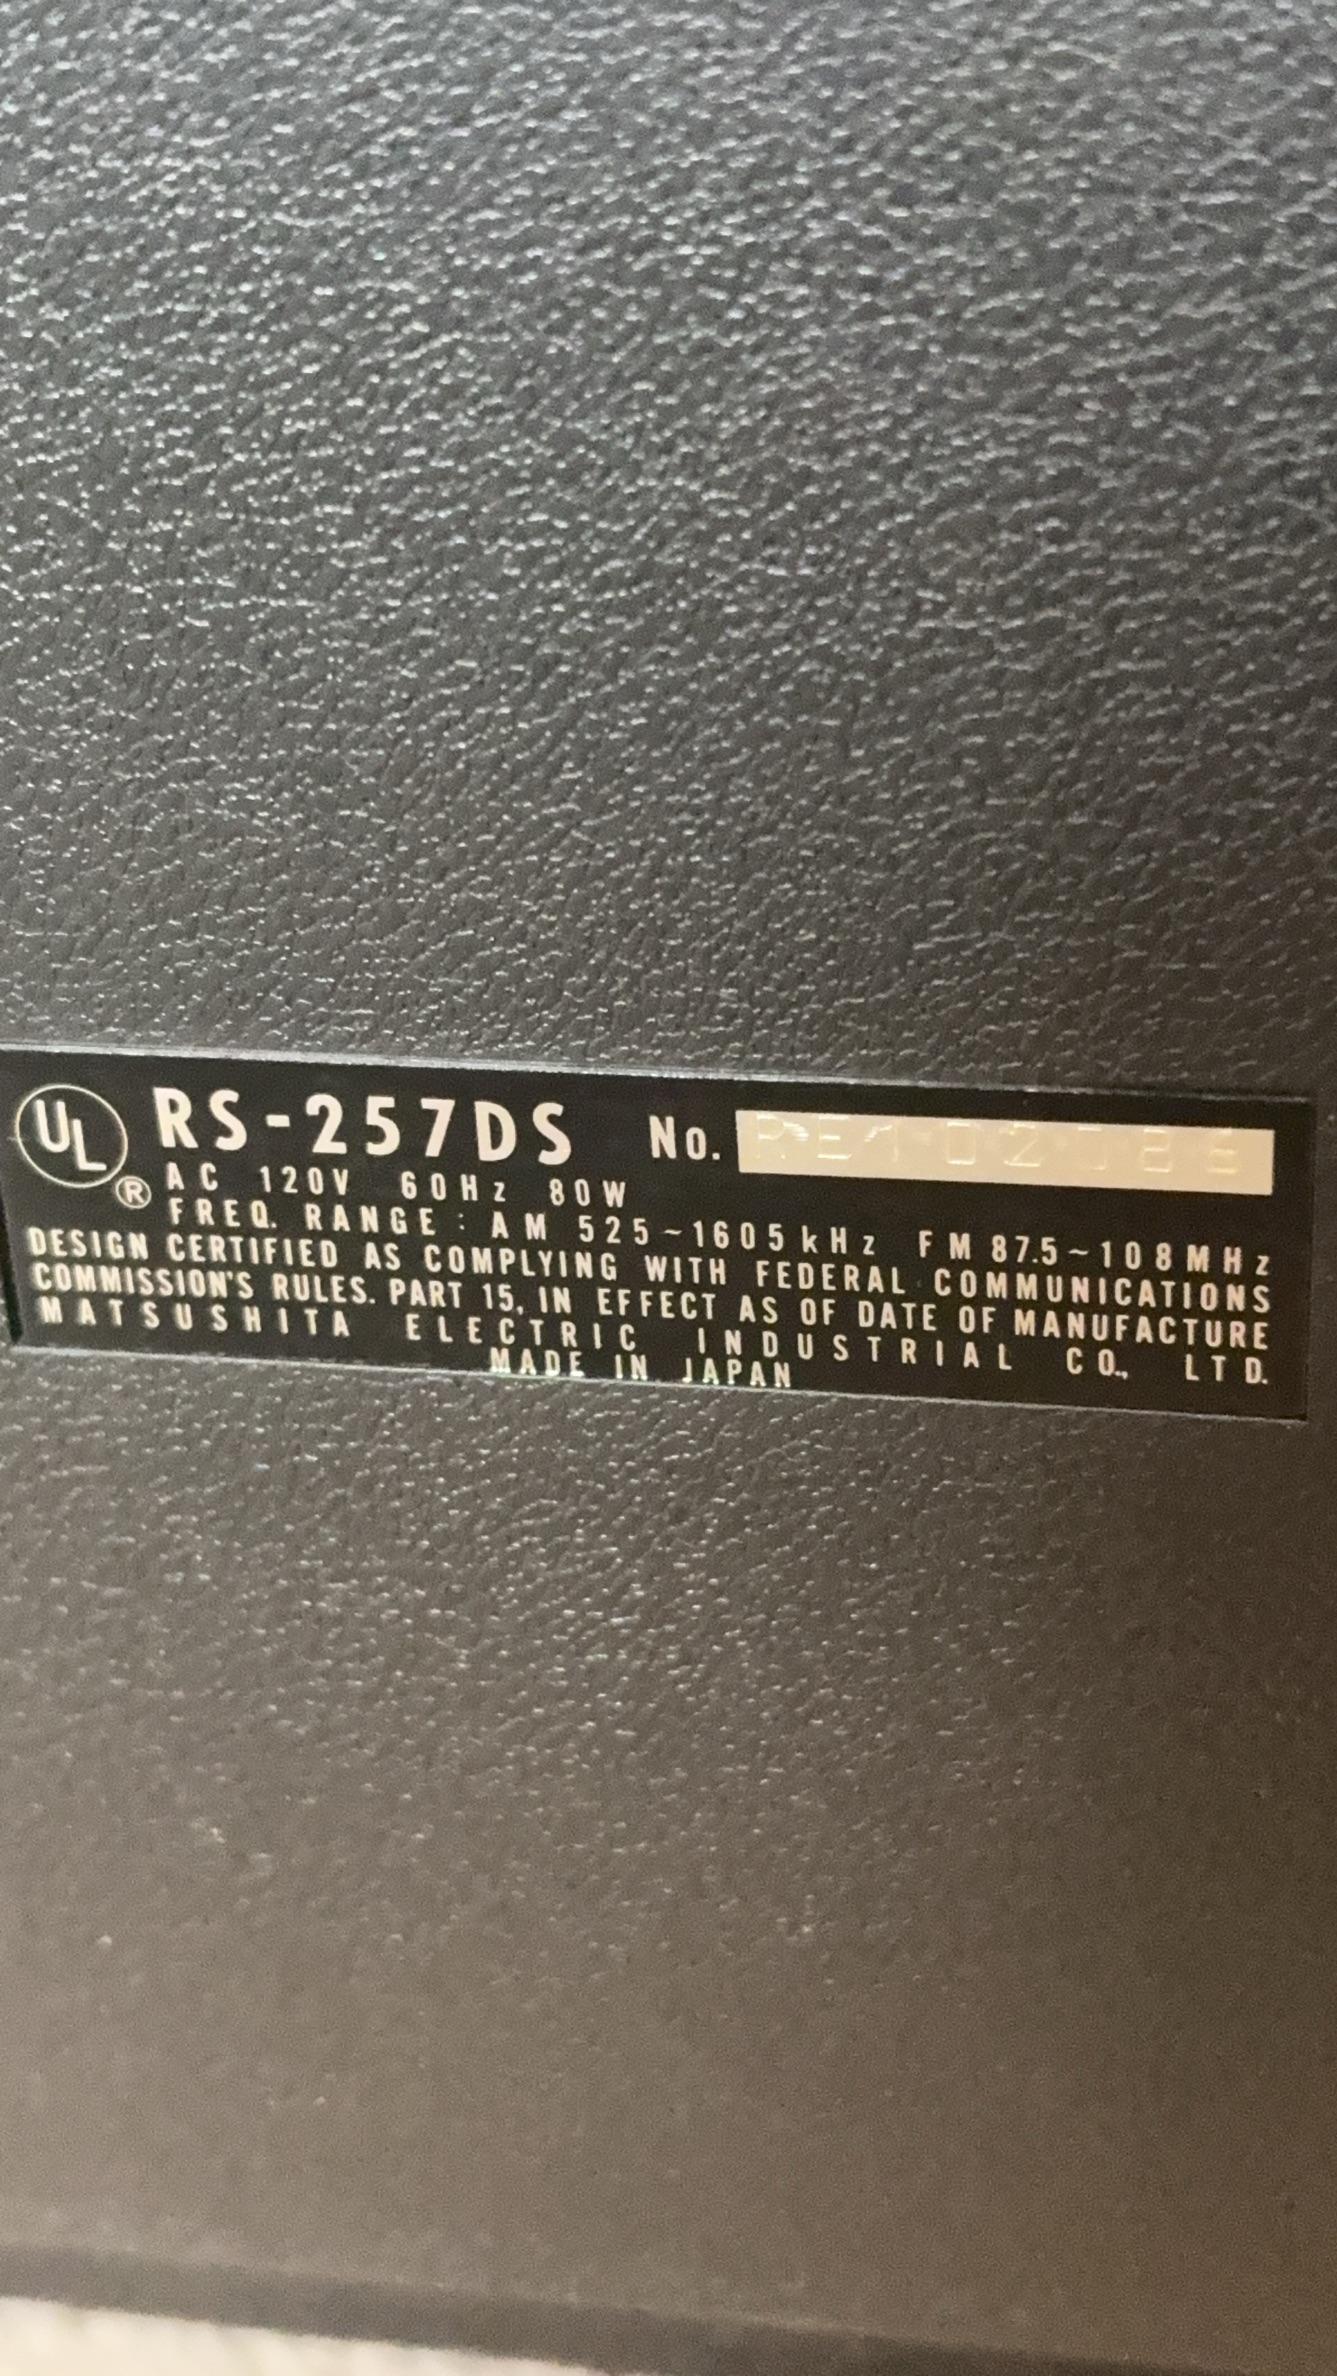 UL RS-257DS No.
® AC 120V 60Hz 80W
FREQ. RANGE: AM 525~1605kHz FM 87.5~108MHz
DESIGN CERTIFIED AS COMPLYING WITH FEDERAL COMMUNICATIONS
COMMISSION'S RULES. PART 15, IN EFFECT AS OF DATE OF MANUFACTURE
MATSUSHITA ELECTRIC INDUSTRIAL CO., LTD.
MADE IN JAPAN